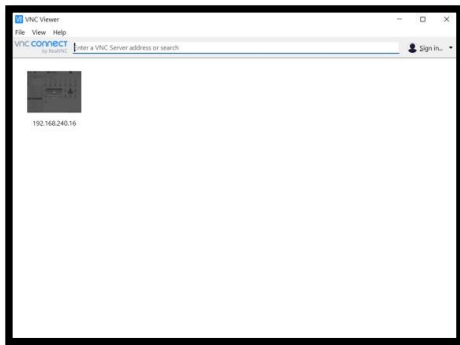 VNC Viewer
File View Help
VNC CONNECT
by RealVNC
Enter a VNC Server address or search
Sign in...
192.168.240.16